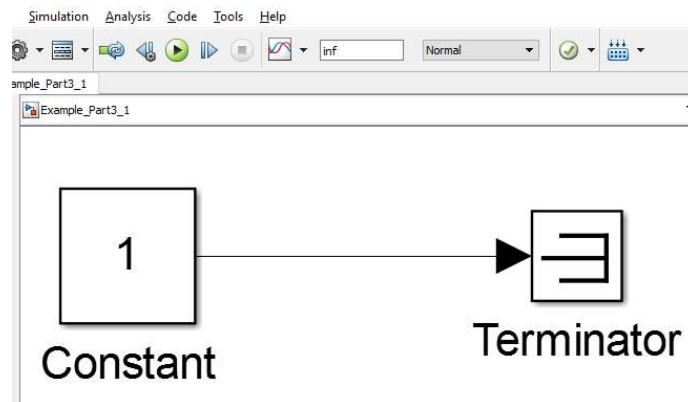 Simulation Analysis Code Tools Help
inf Normal
ample_Part3_1
Example_Part3_1
1
Constant
Terminator